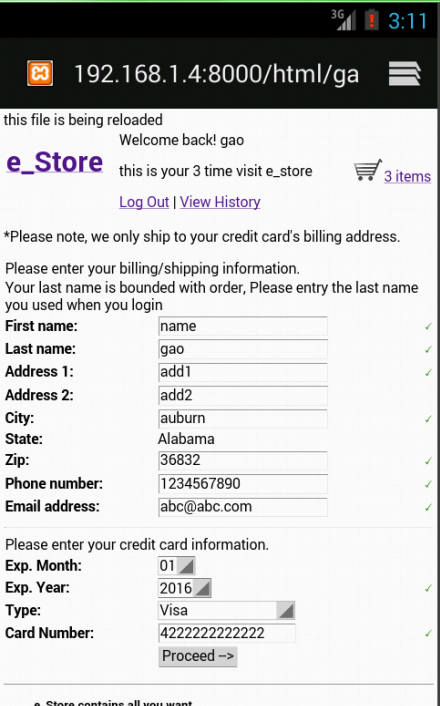 3G 3:11
192.168.1.4:8000/html/ga
this file is being reloaded
Welcome back! gao
e_Store
this is your 3 time visit e_store
3 items
Log Out | View History
*Please note, we only ship to your credit card's billing address.
Please enter your billing/shipping information.
Your last name is bounded with order, Please entry the last name
you used when you login
First name: name ✓
Last name: gao ✓
Address 1: add1 ✓
Address 2: add2
City: auburn ✓
State: Alabama
Zip: 36832 ✓
Phone number: 1234567890 ✓
Email address: abc@abc.com ✓
Please enter your credit card information.
Exp. Month: 01
Exp. Year: 2016 ✓
Type: Visa
Card Number: 4222222222222 ✓
Proceed -->
e_Store contains all you want